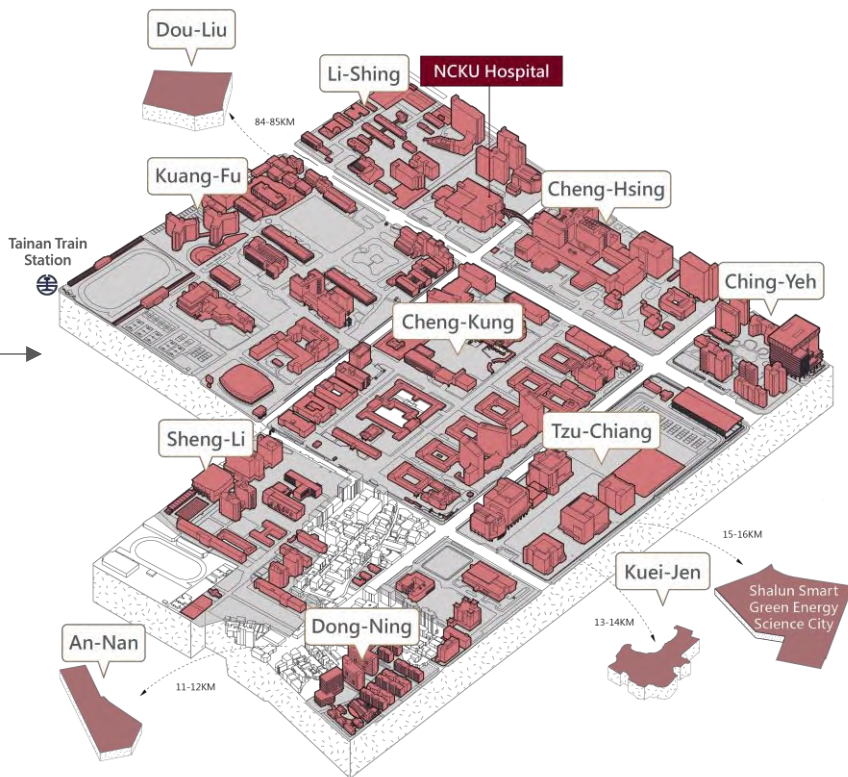 Dou-Liu
Li-Shing
NCKU Hospital
84-85KM
Kuang-Fu
Cheng-Hsing
Tainan Train
Station
Ching-Yeh
Cheng-Kung
Sheng-Li
Tzu-Chiang
15-16KM
Kuei-Jen
Shalun Smart
Green Energy
Science City
13-14KM
Dong-Ning
An-Nan
11-12KM